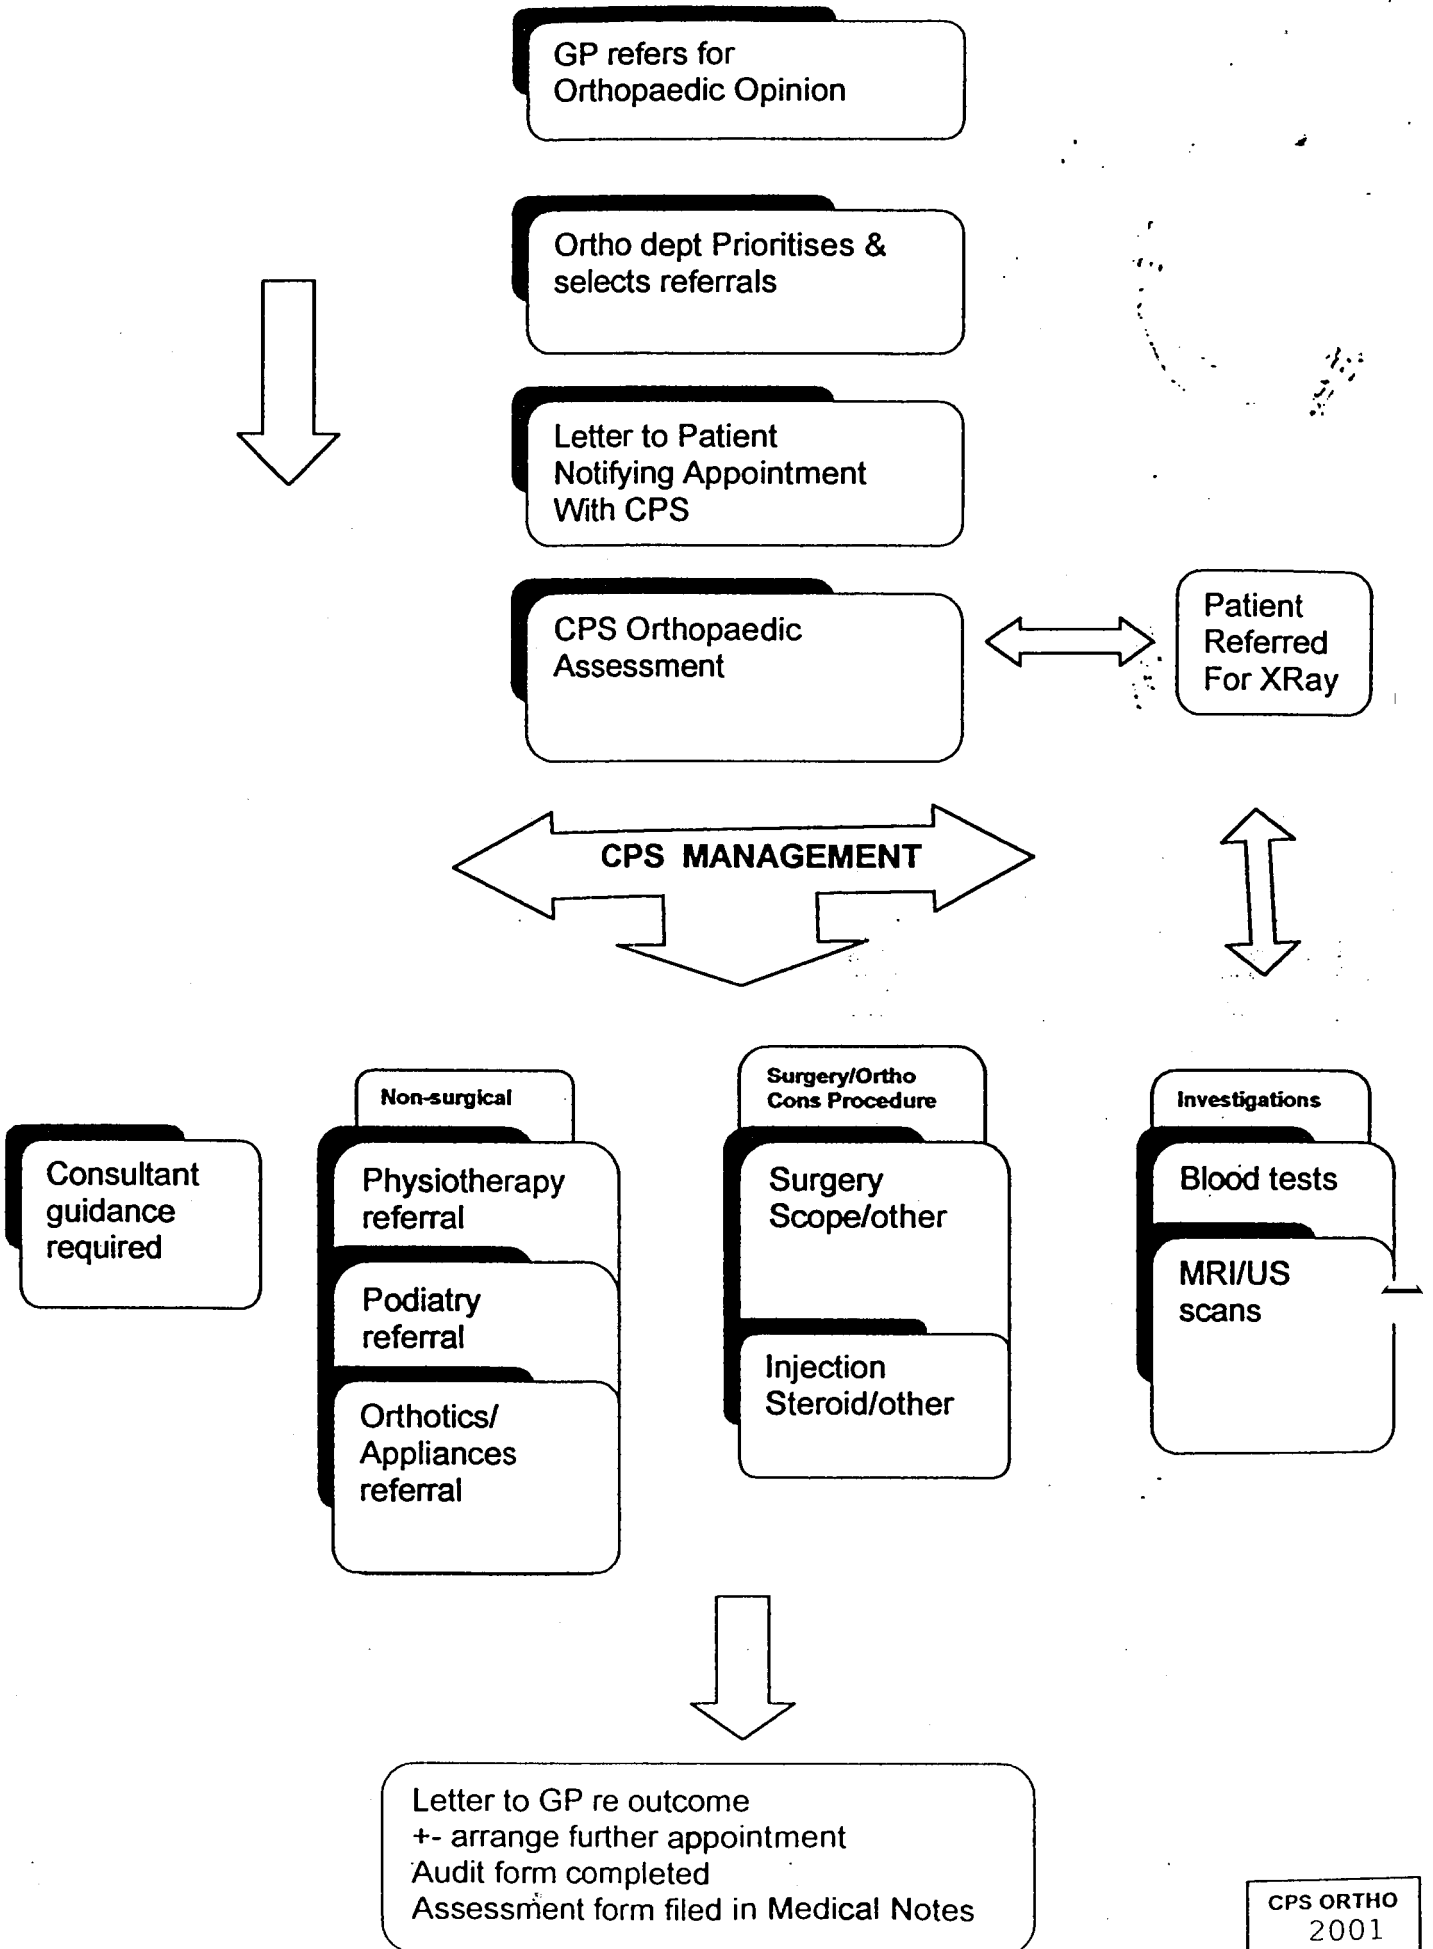 GP refers for
Orthopaedic Opinion
Ortho dept Prioritises &
selects referrals
Letter to Patient
Notifying Appointment
With CPS
CPS Orthopaedic
Assessment
Patient
Referred
For XRay
CPS MANAGEMENT
Consultant
guidance
required
Non-surgical
Physiotherapy
referral
Podiatry
referral
Orthotics/
Appliances
referral
Surgery/Ortho
Cons Procedure
Surgery
Scope/other
Injection
Steroid/other
Investigations
Blood tests
MRI/US
scans
Letter to GP re outcome
+- arrange further appointment
Audit form completed
Assessment form filed in Medical Notes
CPS ORTHO
2001